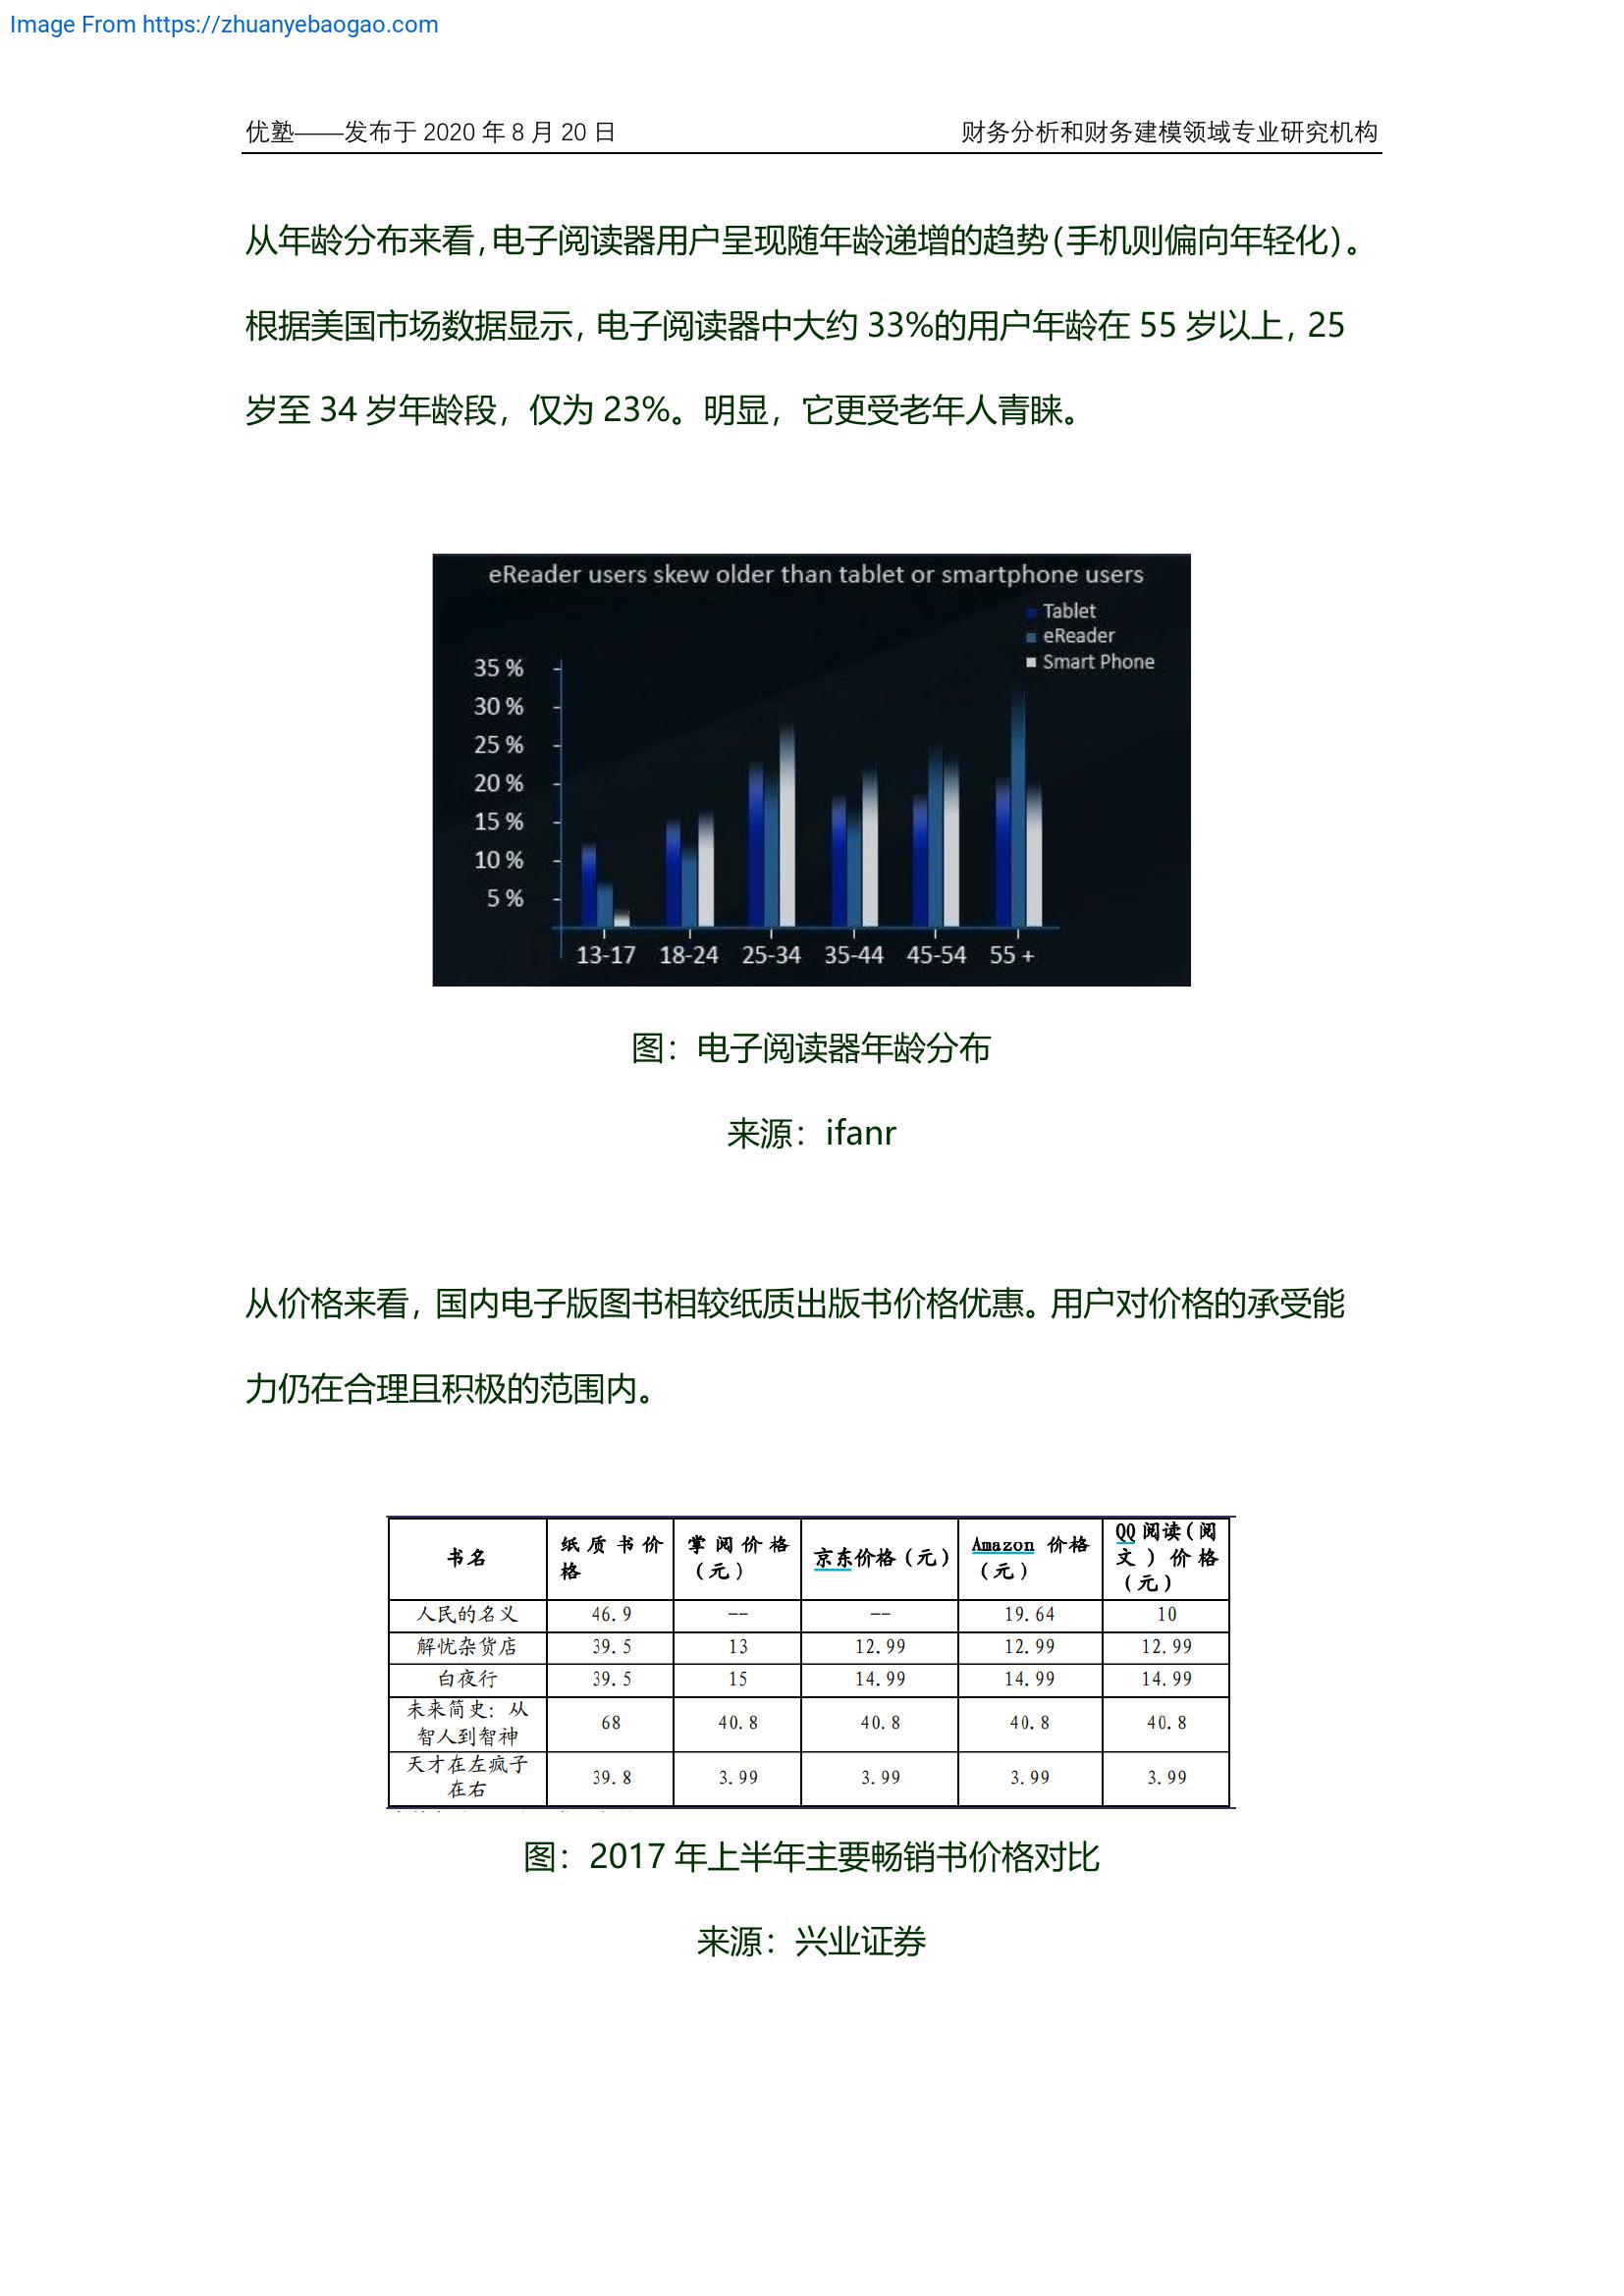 Image From https://zhuanyebaogao.com
优塾——发布于 2020 年 8 月 20 日 财务分析和财务建模领域专业研究机构
从年龄分布来看，电子阅读器用户呈现随年龄递增的趋势（手机则偏向年轻化）。
根据美国市场数据显示，电子阅读器中大约 33%的用户年龄在 55 岁以上，25
岁至 34 岁年龄段，仅为 23%。明显，它更受老年人青睐。
eReader users skew older than tablet or smartphone users
Tablet
eReader
Smart Phone
35 %
30 %
25 %
20 %
15 %
10 %
5 %
13-17 18-24 25-34 35-44 45-54 55 +
图：电子阅读器年龄分布
来源：ifanr
从价格来看，国内电子版图书相较纸质出版书价格优惠。用户对价格的承受能
力仍在合理且积极的范围内。
书名 纸质书价格 掌阅价格（元） 京东价格（元） Amazon 价格（元） QQ 阅读（阅文）价格（元）
人民的名义 46.9 -- -- 19.64 10
解忧杂货店 39.5 13 12.99 12.99 12.99
白夜行 39.5 15 14.99 14.99 14.99
未来简史：从智人到智神 68 40.8 40.8 40.8 40.8
天才在左疯子在右 39.8 3.99 3.99 3.99 3.99
图：2017 年上半年主要畅销书价格对比
来源：兴业证券